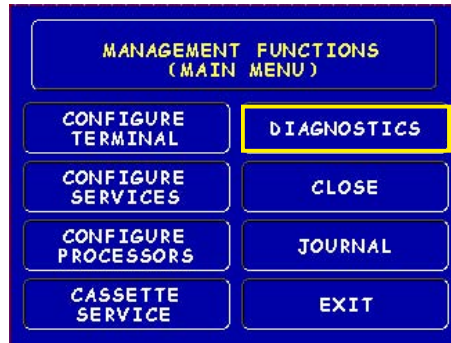 MANAGEMENT FUNCTIONS
(MAIN MENU)
CONFIGURE
TERMINAL
DIAGNOSTICS
CONFIGURE
SERVICES
CLOSE
CONFIGURE
PROCESSORS
JOURNAL
CASSETTE
SERVICE
EXIT